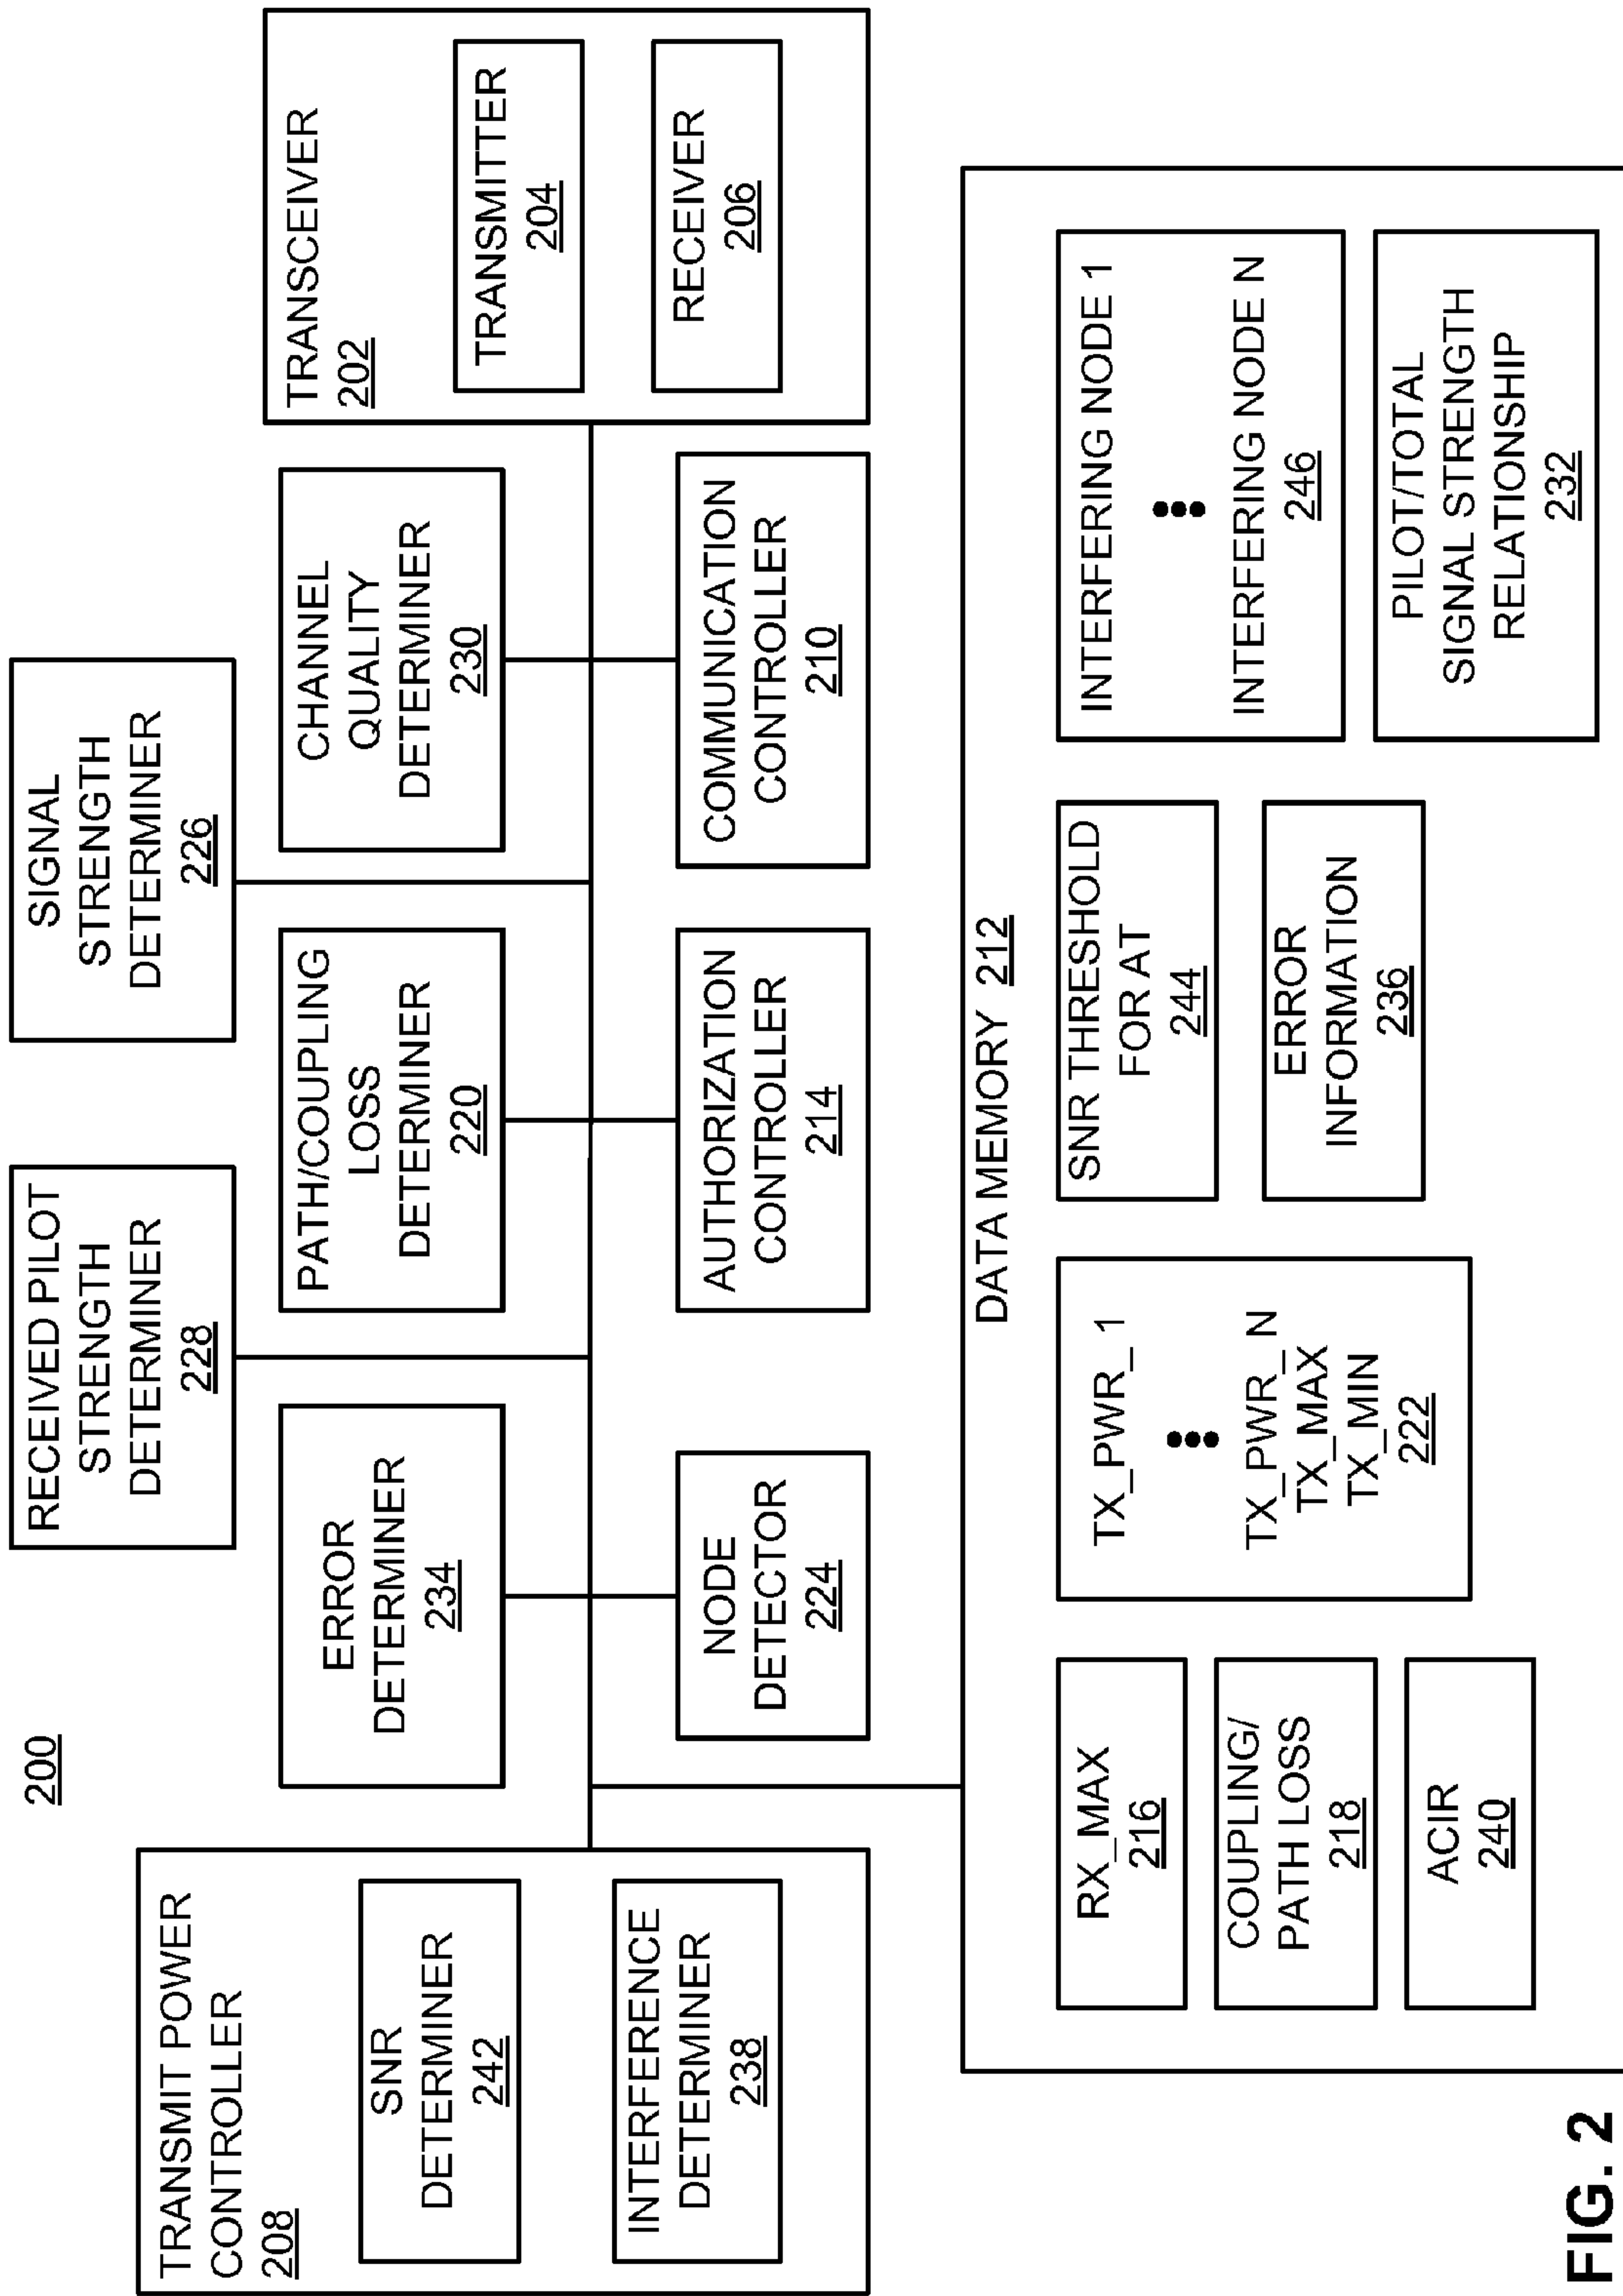 200
RECEIVED PILOT
STRENGTH
DETERMINER
228
SIGNAL
STRENGTH
DETERMINER
226
TRANSMIT POWER
CONTROLLER
208
SNR
DETERMINER
242
INTERFERENCE
DETERMINER
238
ERROR
DETERMINER
234
PATH/COUPLING
LOSS
DETERMINER
220
CHANNEL
QUALITY
DETERMINER
230
TRANSCEIVER
202
TRANSMITTER
204
RECEIVER
206
NODE
DETECTOR
224
AUTHORIZATION
CONTROLLER
214
COMMUNICATION
CONTROLLER
210
DATA MEMORY 212
RX_MAX
216
COUPLING/
PATH LOSS
218
ACIR
240
TX_PWR_1
TX_PWR_N
TX_MAX
TX_MIN
222
SNR THRESHOLD
FOR AT
244
ERROR
INFORMATION
236
INTERFERING NODE 1
INTERFERING NODE N
246
PILOT/TOTAL
SIGNAL STRENGTH
RELATIONSHIP
232
FIG. 2